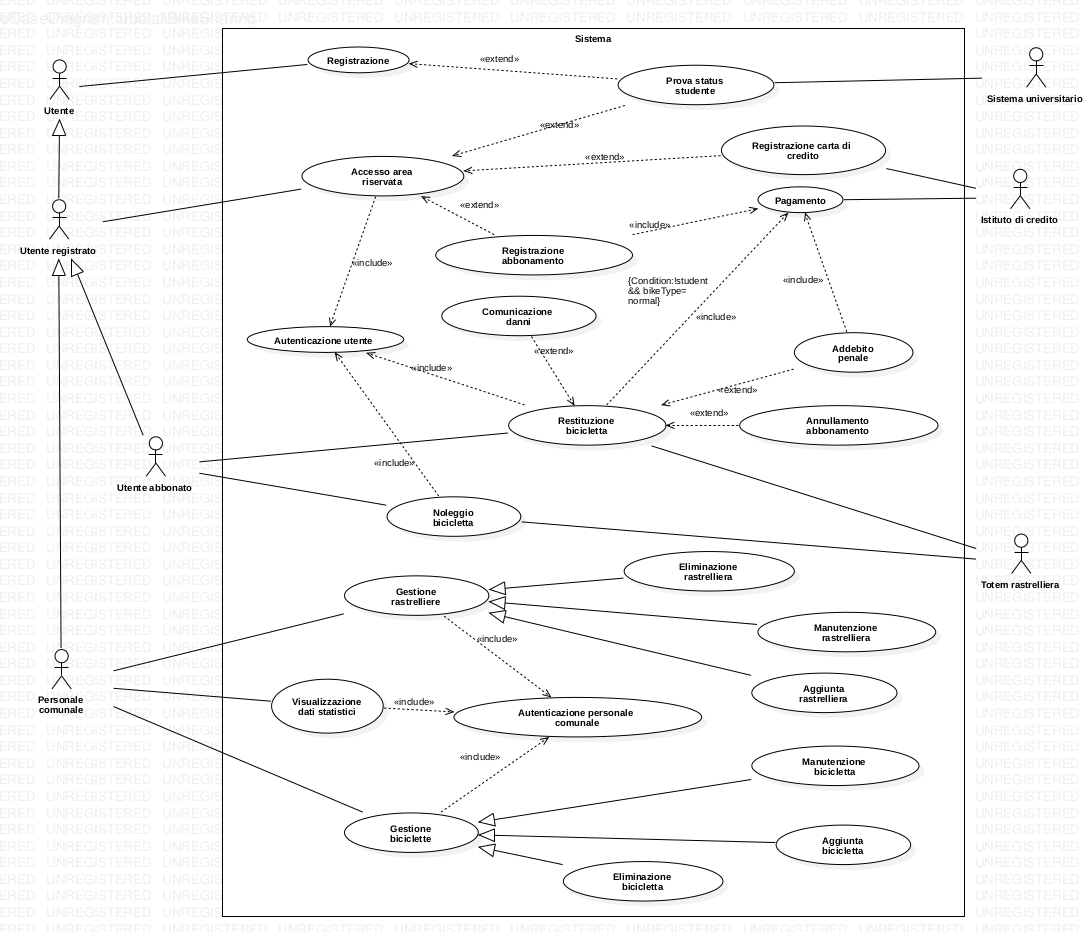 Sistema
Registrazione
«extend»
Prova status
studente
Utente
Sistema universitario
«extend»
Registrazione carta di
credito
«extend»
Accesso area
riservata
Pagamento
«extend»
«include»
Istituto di credito
Utente registrato
Registrazione
abbonamento
«include»
{Condition:!student
&& bikeType=
normal}
«include»
Comunicazione
danni
«include»
Autenticazione utente
«extend»
Addebito
penale
«include»
«extend»
«extend»
Restituzione
bicicletta
Annullamento
abbonamento
«include»
Utente abbonato
Noleggio
bicicletta
Totem rastrelliera
Eliminazione
rastrelliera
Gestione
rastrelliere
Manutenzione
rastrelliera
«include»
Aggiunta
rastrelliera
Personale
comunale
Visualizzazione
dati statistici
«include»
Autenticazione personale
comunale
«include»
Manutenzione
bicicletta
Gestione
biciclette
Aggiunta
bicicletta
Eliminazione
bicicletta
UNREGISTERED